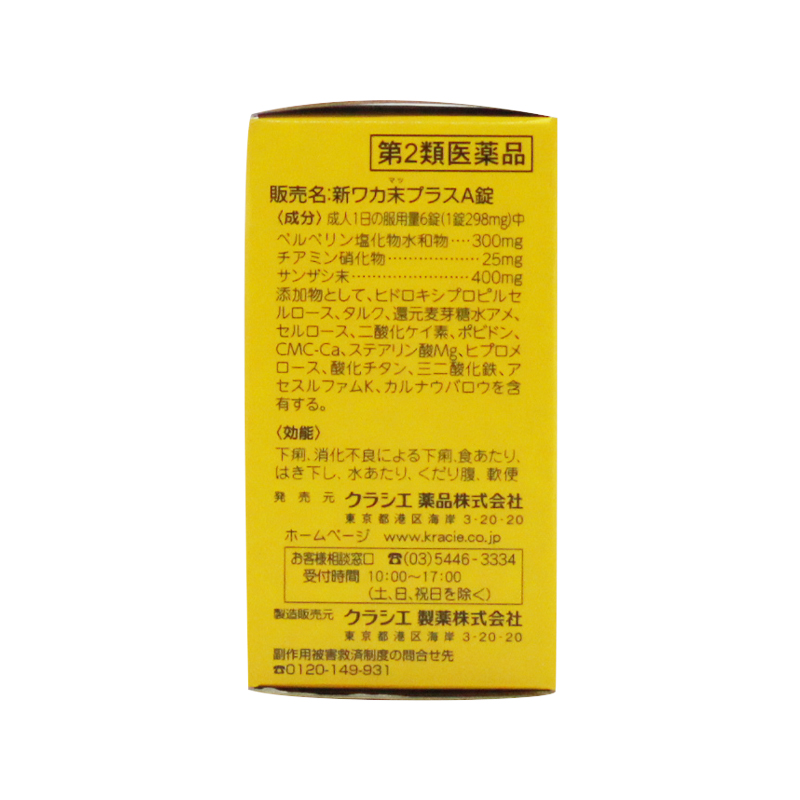 第2類医薬品
マツ
販売名:新ワカ末プラスA錠
〈成分〉成人1日の服用量6錠(1錠298mg)中
ベルベリン塩化物水和物‥‥300mg
チアミン硝化物‥‥‥‥‥‥‥‥25mg
サンザシ末‥‥‥‥‥‥‥‥‥400mg
添加物として、ヒドロキシプロピルセ
ルロース、タルク、還元麦芽糖水アメ、
セルロース、二酸化ケイ素、ポビドン、
CMC-Ca、ステアリン酸Mg、ヒプロメ
ロース、酸化チタン、三二酸化鉄、ア
セスルファムK、カルナウバロウを含
有する。
〈効能〉
下痢、消化不良による下痢、食あたり、
はき下し、水あたり、くだり腹、軟便
発売元 クラシエ 薬品株式会社
東京都港区海岸 3-20-20
ホームページ www.kracie.co.jp
お客様相談窓口 ☎(03)5446-3334
受付時間 10:00〜17:00
(土、日、祝日を除く)
製造販売元 クラシエ 製薬株式会社
東京都港区海岸 3-20-20
副作用被害救済制度の問合せ先
☎0120-149-931